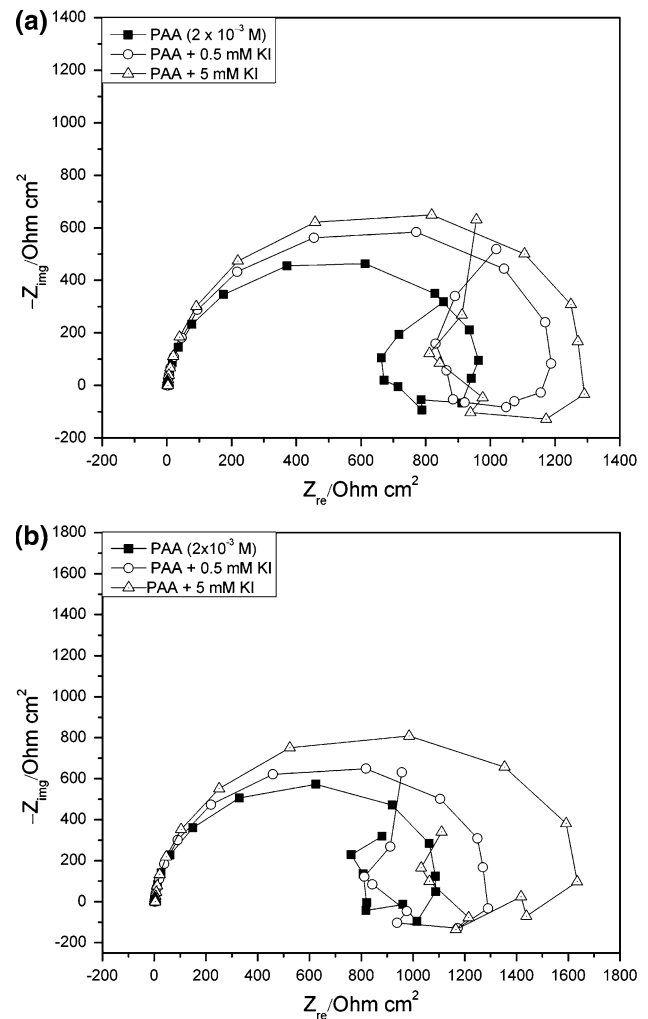 (a)
PAA (2 x 10⁻³ M)
PAA + 0.5 mM KI
PAA + 5 mM KI
1400
1200
1000
800
600
400
200
0
-200
−Z_img/Ohm cm²
-200 0 200 400 600 800 1000 1200 1400
Z_re/Ohm cm²
(b)
PAA (2x10⁻³ M)
PAA + 0.5 mM KI
PAA + 5 mM KI
1800
1600
1400
1200
1000
800
600
400
200
0
-200
−Z_img/Ohm cm²
-200 0 200 400 600 800 1000 1200 1400 1600 1800
Z_re/Ohm cm²